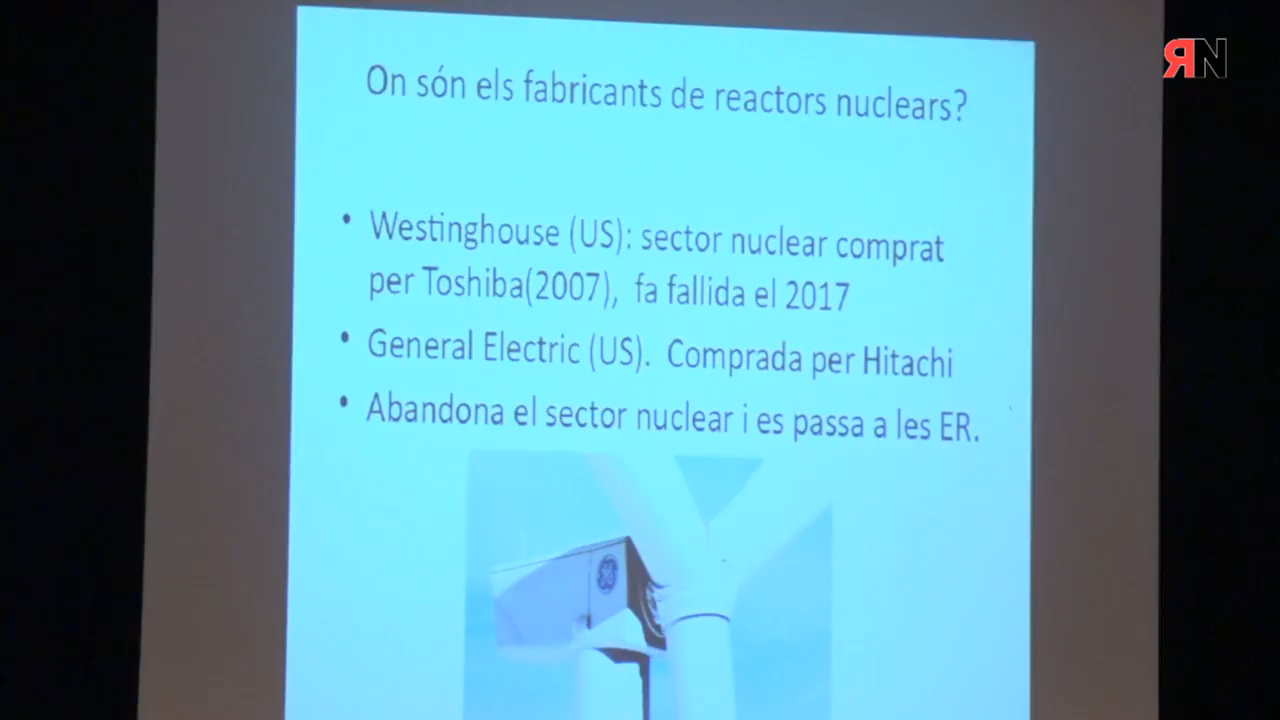 RN
On són els fabricants de reactors nuclears?
• Westinghouse (US): sector nuclear comprat
per Toshiba(2007), fa fallida el 2017
• General Electric (US). Comprada per Hitachi
• Abandona el sector nuclear i es passa a les ER.